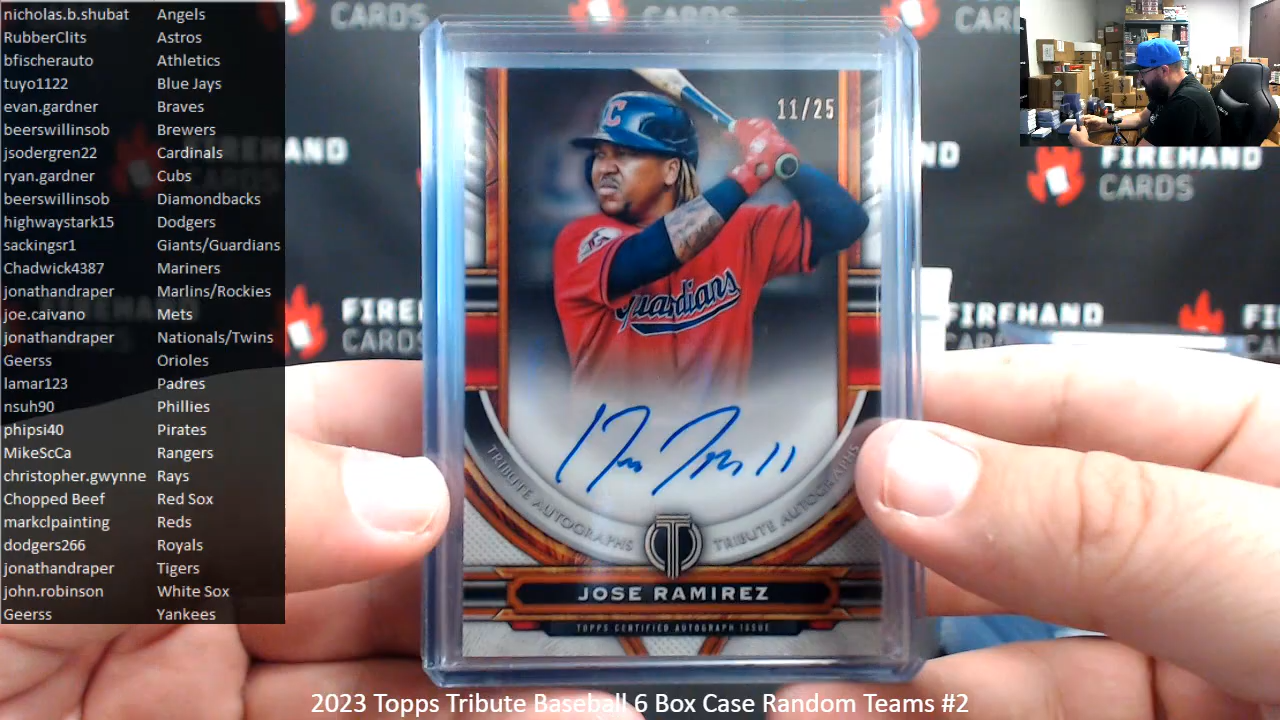 nicholas.b.shubat Angels
RubberClits Astros
bfischerauto Athletics
tuyo1122 Blue Jays
evan.gardner Braves
beerswillinsob Brewers
jsodergren22 Cardinals
ryan.gardner Cubs
beerswillinsob Diamondbacks
highwaystark15 Dodgers
sackingsr1 Giants/Guardians
Chadwick4387 Mariners
jonathandraper Marlins/Rockies
joe.caivano Mets
jonathandraper Nationals/Twins
Geerss Orioles
lamar123 Padres
nsuh90 Phillies
phipsi40 Pirates
MikeScCa Rangers
christopher.gwynne Rays
Chopped Beef Red Sox
markclpainting Reds
dodgers266 Royals
jonathandraper Tigers
john.robinson White Sox
Geerss Yankees
CARDS
FIREHAND
CARDS
FIREHAND
CARDS
11/25
C
Guardians
TRIBUTE AUTOGRAPHS
TRIBUTE AUTOGRAPHS
T
JOSE RAMIREZ
TOPPS CERTIFIED AUTOGRAPH ISSUE
2023 Topps Tribute Baseball 6 Box Case Random Teams #2